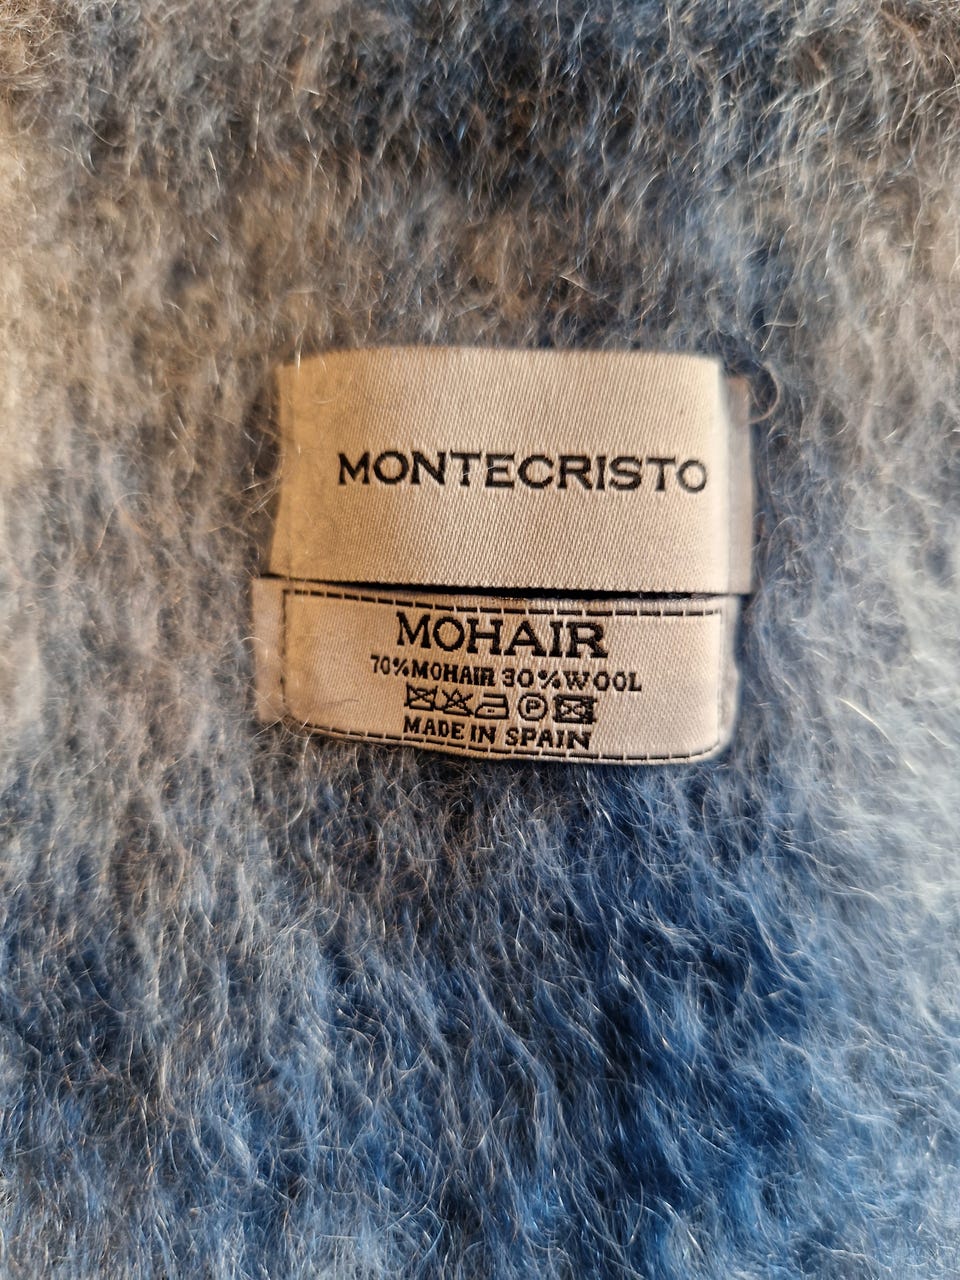 MONTECRISTO
MOHAIR
70%MOHAIR 30%WOOL
P
MADE IN SPAIN